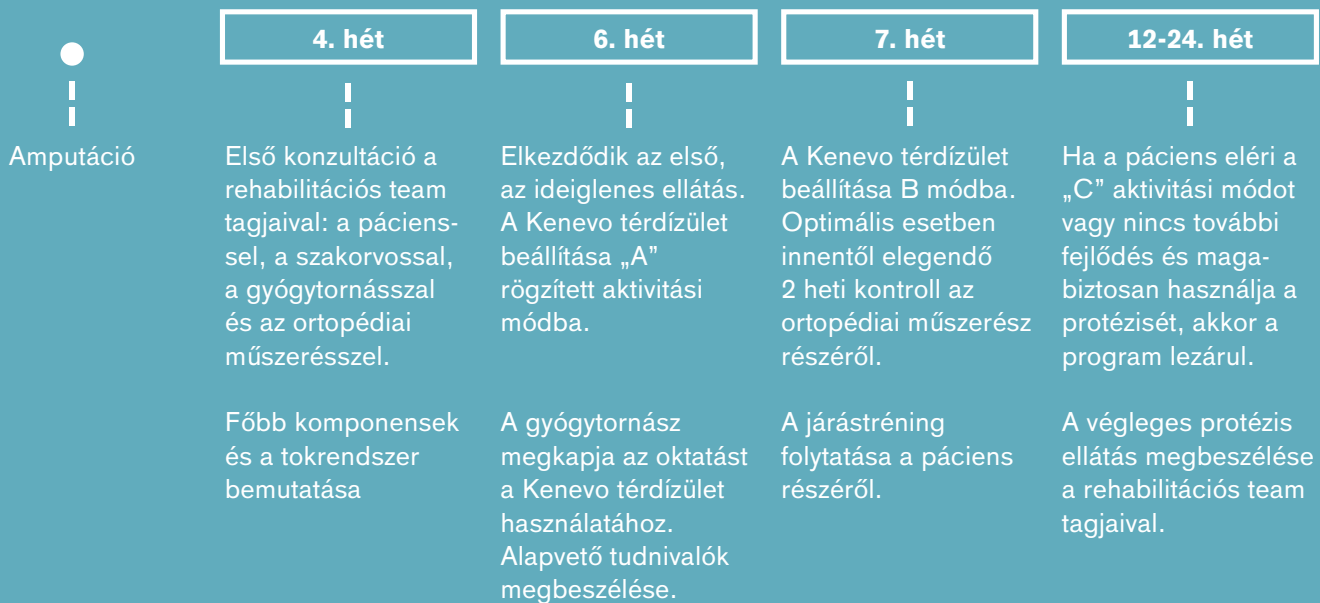 Amputáció
4. hét
Első konzultáció a
rehabilitációs team
tagjaival: a páciens-
sel, a szakorvossal,
a gyógytornásszal
és az ortopédiai
műszerésszel.
Főbb komponensek
és a tokrendszer
bemutatása
6. hét
Elkezdődik az első,
az ideiglenes ellátás.
A Kenevo térdízület
beállítása „A”
rögzített aktivitási
módba.
A gyógytornász
megkapja az oktatást
a Kenevo térdízület
használatához.
Alapvető tudnivalók
megbeszélése.
7. hét
A Kenevo térdízület
beállítása B módba.
Optimális esetben
innentől elegendő
2 heti kontroll az
ortopédiai műszerész
részéről.
A járástréning
folytatása a páciens
részéről.
12-24. hét
Ha a páciens eléri a
„C” aktivitási módot
vagy nincs további
fejlődés és maga-
biztosan használja a
protézisét, akkor a
program lezárul.
A végleges protézis
ellátás megbeszélése
a rehabilitációs team
tagjaival.